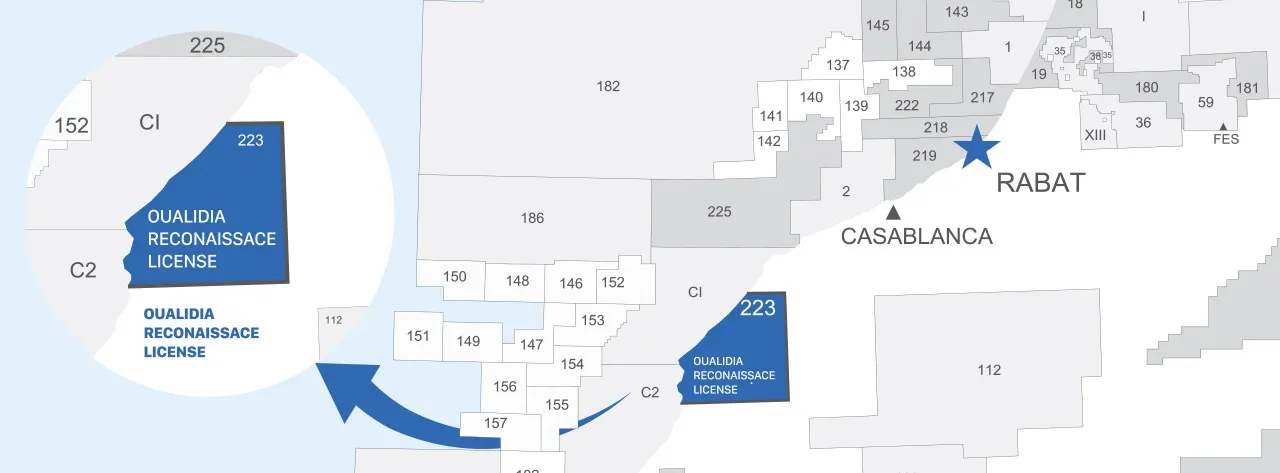 225
152
CI
223
OUALIDIA
RECONAISSACE
LICENSE
C2
OUALIDIA
RECONAISSACE
LICENSE
112
182
145
143
144
18
I
1
137
138
35
36
35
19
180
181
59
141
140
139
222
217
142
218
219
XIII
36
FES
2
RABAT
186
225
CASABLANCA
150
148
146
152
CI
223
151
149
147
153
154
OUALIDIA
RECONAISSACE
LICENSE
112
156
155
C2
157